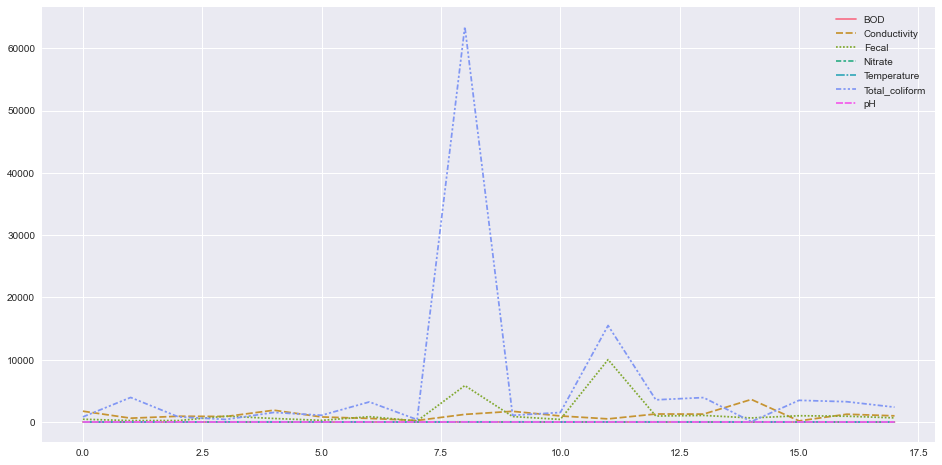 60000
50000
40000
30000
20000
10000
0
0.0 2.5 5.0 7.5 10.0 12.5 15.0 17.5
BOD
Conductivity
Fecal
Nitrate
Temperature
Total_coliform
pH